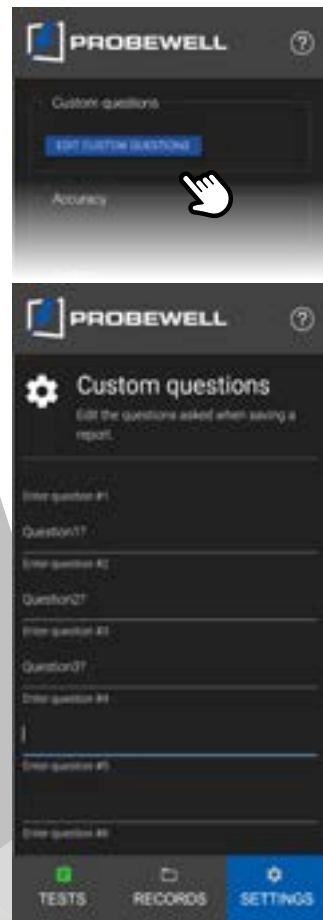 PROBEWELL
Custom questions
EDIT CUSTOM QUESTIONS
Accuracy
PROBEWELL
Custom questions
Edit the questions asked when saving a
report.
Enter question #1
Question1?
Enter question #2
Question2?
Enter question #3
Question3?
Enter question #4
Enter question #5
Enter question #6
TESTS RECORDS SETTINGS